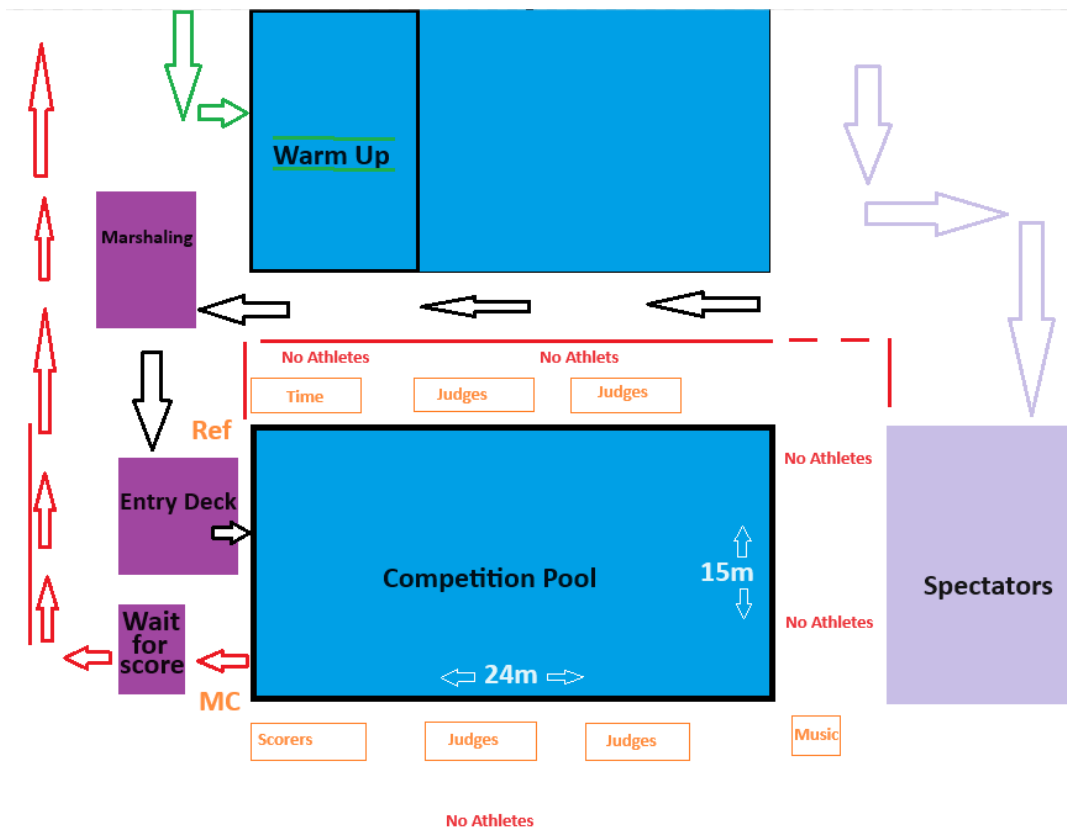 Warm Up
Marshaling
No Athletes
No Athlets
Time
Judges
Judges
Ref
No Athletes
Entry Deck
Competition Pool
15m
Spectators
Wait
for
score
No Athletes
24m
MC
Scorers
Judges
Judges
Music
No Athletes